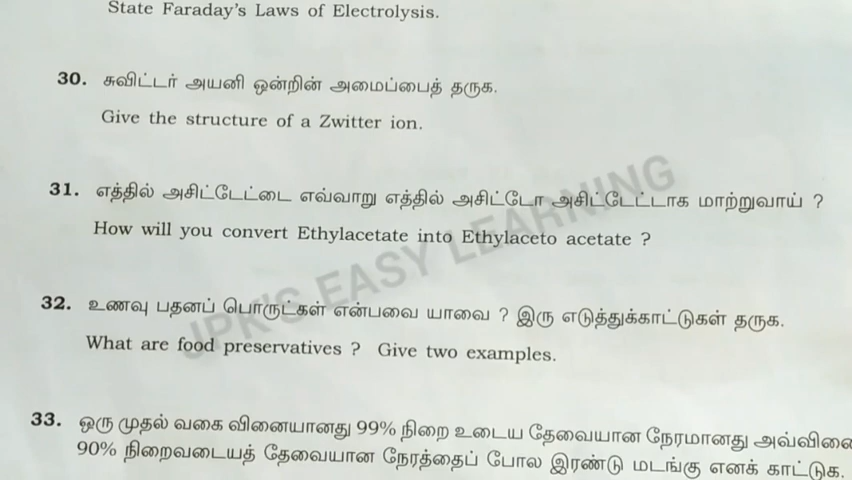 State Faraday's Laws of Electrolysis.
30. சுவிட்டர் அயனி ஒன்றின் அமைப்பைத் தருக.
Give the structure of a Zwitter ion.
31. எத்தில் அசிட்டேட்டை எவ்வாறு எத்தில் அசிட்டோ அசிட்டேட்டாக மாற்றுவாய் ?
How will you convert Ethylacetate into Ethylaceto acetate ?
JPK'S EASY LEARNING
32. உணவு பதனப் பொருட்கள் என்பவை யாவை ? இரு எடுத்துக்காட்டுகள் தருக.
What are food preservatives ? Give two examples.
33. ஒரு முதல் வகை வினையானது 99% நிறை உடைய தேவையான நேரமானது அவ்வினை
90% நிறைவடையத் தேவையான நேரத்தைப் போல இரண்டு மடங்கு எனக் காட்டுக.